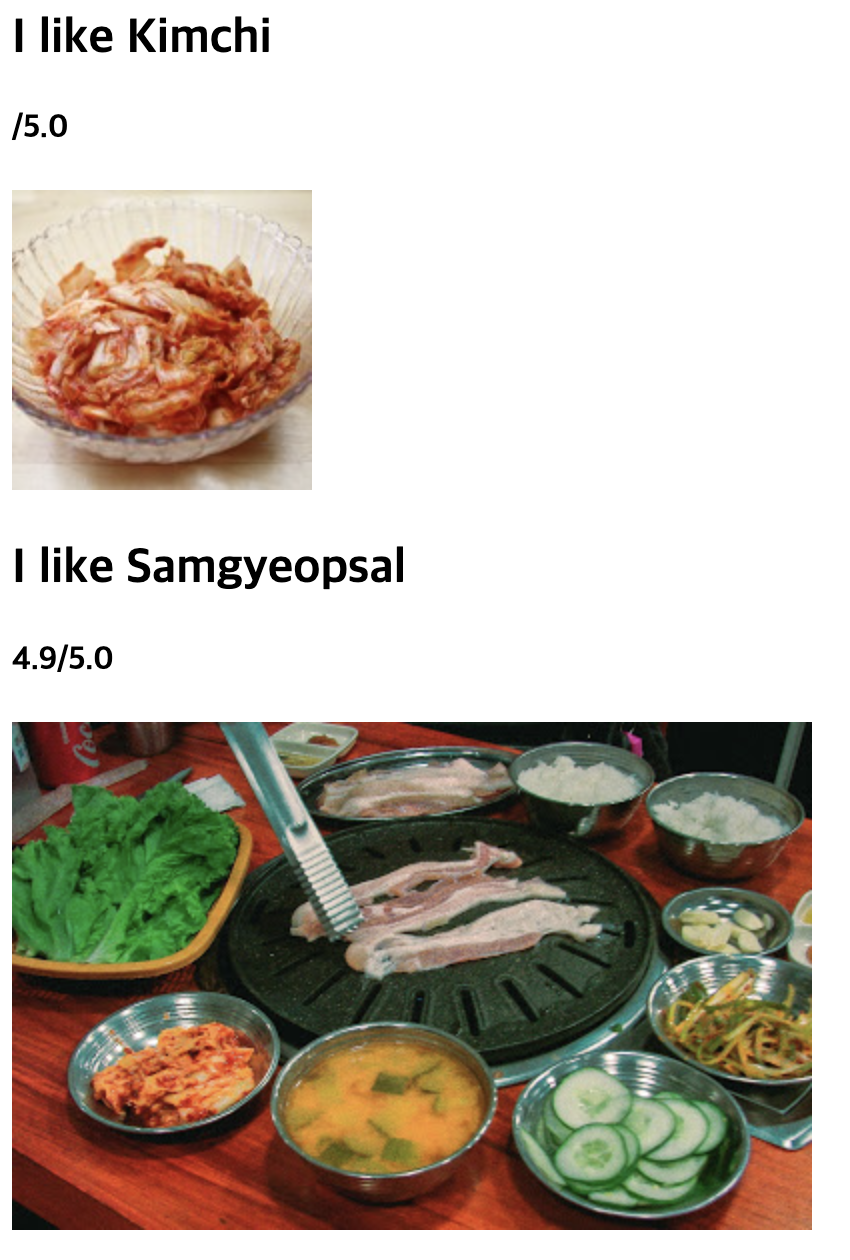 I like Kimchi
/5.0
I like Samgyeopsal
4.9/5.0